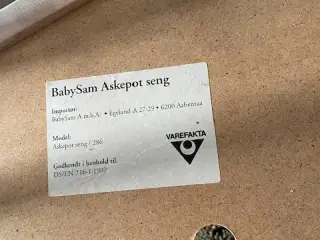 BabySam Askepot seng
Importør:
BabySam A.m.b.A. • Egelund A 27-29 • 6200 Aabenraa
Model:
Askepot seng / 286
VAREFAKTA
Godkendt i henhold til:
DS/EN 716-1:1997